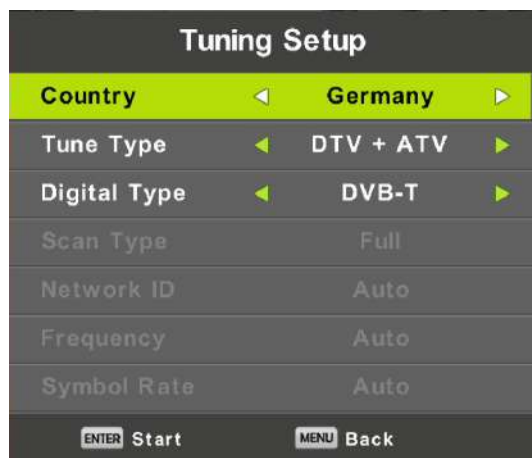 Tuning Setup
Country Germany
Tune Type DTV + ATV
Digital Type DVB-T
Scan Type Full
Network ID Auto
Frequency Auto
Symbol Rate Auto
ENTER Start MENU Back